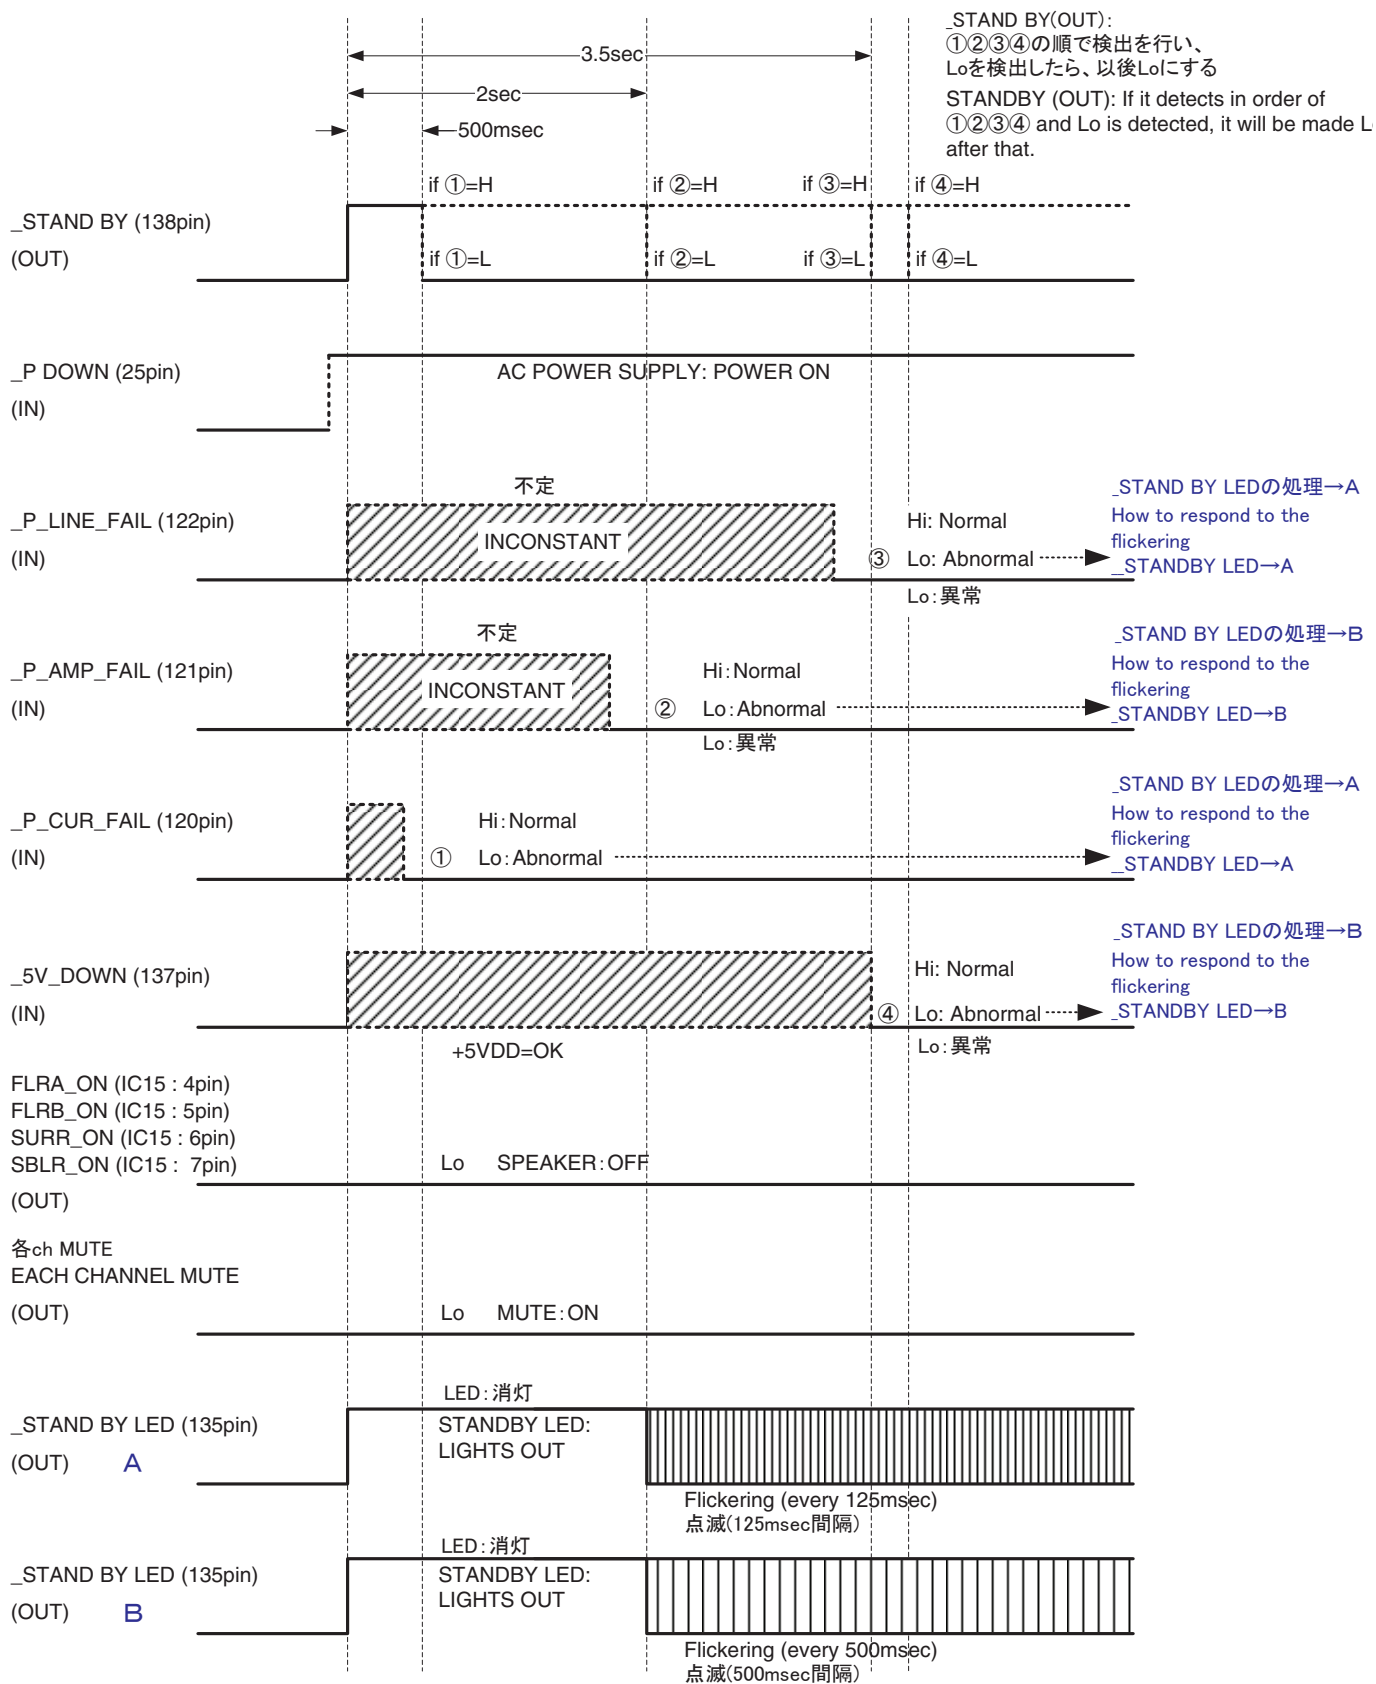 _STAND BY(OUT):
①②③④の順で検出を行い、
Loを検出したら、以後Loにする
STANDBY (OUT): If it detects in order of
①②③④ and Lo is detected, it will be made L
after that.
3.5sec
2sec
500msec
if ①=H
if ②=H
if ③=H
if ④=H
_STAND BY (138pin)
(OUT)
if ①=L
if ②=L
if ③=L
if ④=L
_P DOWN (25pin)
(IN)
AC POWER SUPPLY: POWER ON
不定
_P_LINE_FAIL (122pin)
(IN)
INCONSTANT
③
Hi: Normal
Lo: Abnormal
Lo:異常
_STAND BY LEDの処理→A
How to respond to the
flickering
_STANDBY LED→A
不定
_P_AMP_FAIL (121pin)
(IN)
INCONSTANT
②
Hi:Normal
Lo:Abnormal
Lo:異常
_STAND BY LEDの処理→B
How to respond to the
flickering
_STANDBY LED→B
_P_CUR_FAIL (120pin)
(IN)
①
Hi:Normal
Lo:Abnormal
_STAND BY LEDの処理→A
How to respond to the
flickering
_STANDBY LED→A
_5V_DOWN (137pin)
(IN)
④
Hi: Normal
Lo: Abnormal
Lo:異常
_STAND BY LEDの処理→B
How to respond to the
flickering
_STANDBY LED→B
+5VDD=OK
FLRA_ON (IC15 : 4pin)
FLRB_ON (IC15 : 5pin)
SURR_ON (IC15 : 6pin)
SBLR_ON (IC15 : 7pin)
(OUT)
Lo SPEAKER:OFF
各ch MUTE
EACH CHANNEL MUTE
(OUT)
Lo MUTE:ON
LED:消灯
_STAND BY LED (135pin)
(OUT) A
STANDBY LED:
LIGHTS OUT
Flickering (every 125msec)
点滅(125msec間隔)
LED:消灯
_STAND BY LED (135pin)
(OUT) B
STANDBY LED:
LIGHTS OUT
Flickering (every 500msec)
点滅(500msec間隔)